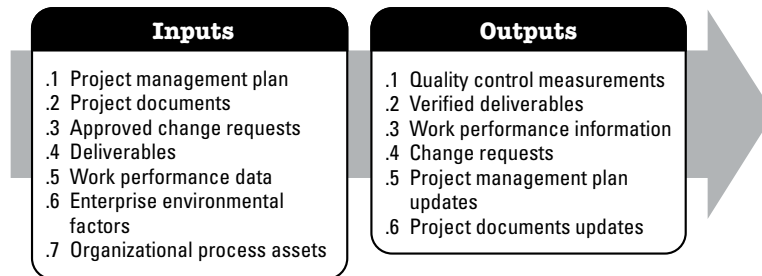 Inputs
.1 Project management plan
.2 Project documents
.3 Approved change requests
.4 Deliverables
.5 Work performance data
.6 Enterprise environmental
factors
.7 Organizational process assets
Outputs
.1 Quality control measurements
.2 Verified deliverables
.3 Work performance information
.4 Change requests
.5 Project management plan
updates
.6 Project documents updates